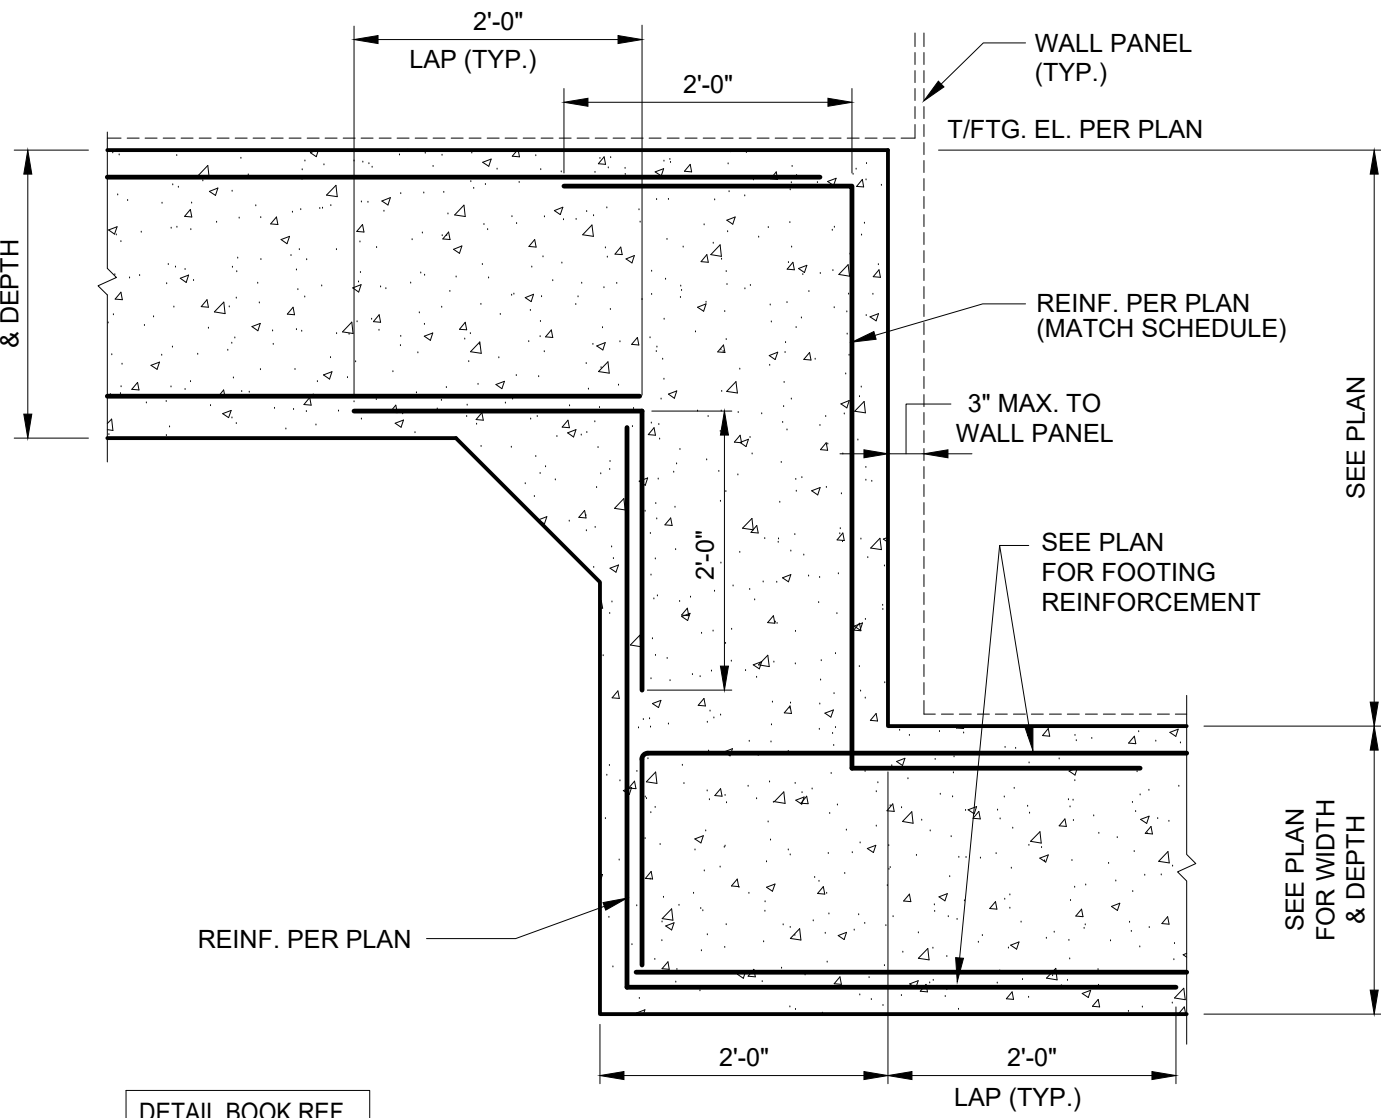 2'-0"
LAP (TYP.)
2'-0"
WALL PANEL
(TYP.)
T/FTG. EL. PER PLAN
& DEPTH
REINF. PER PLAN
(MATCH SCHEDULE)
3" MAX. TO
WALL PANEL
SEE PLAN
2'-0"
SEE PLAN
FOR FOOTING
REINFORCEMENT
SEE PLAN
FOR WIDTH
& DEPTH
REINF. PER PLAN
2'-0"
2'-0"
LAP (TYP.)
DETAIL BOOK REF.